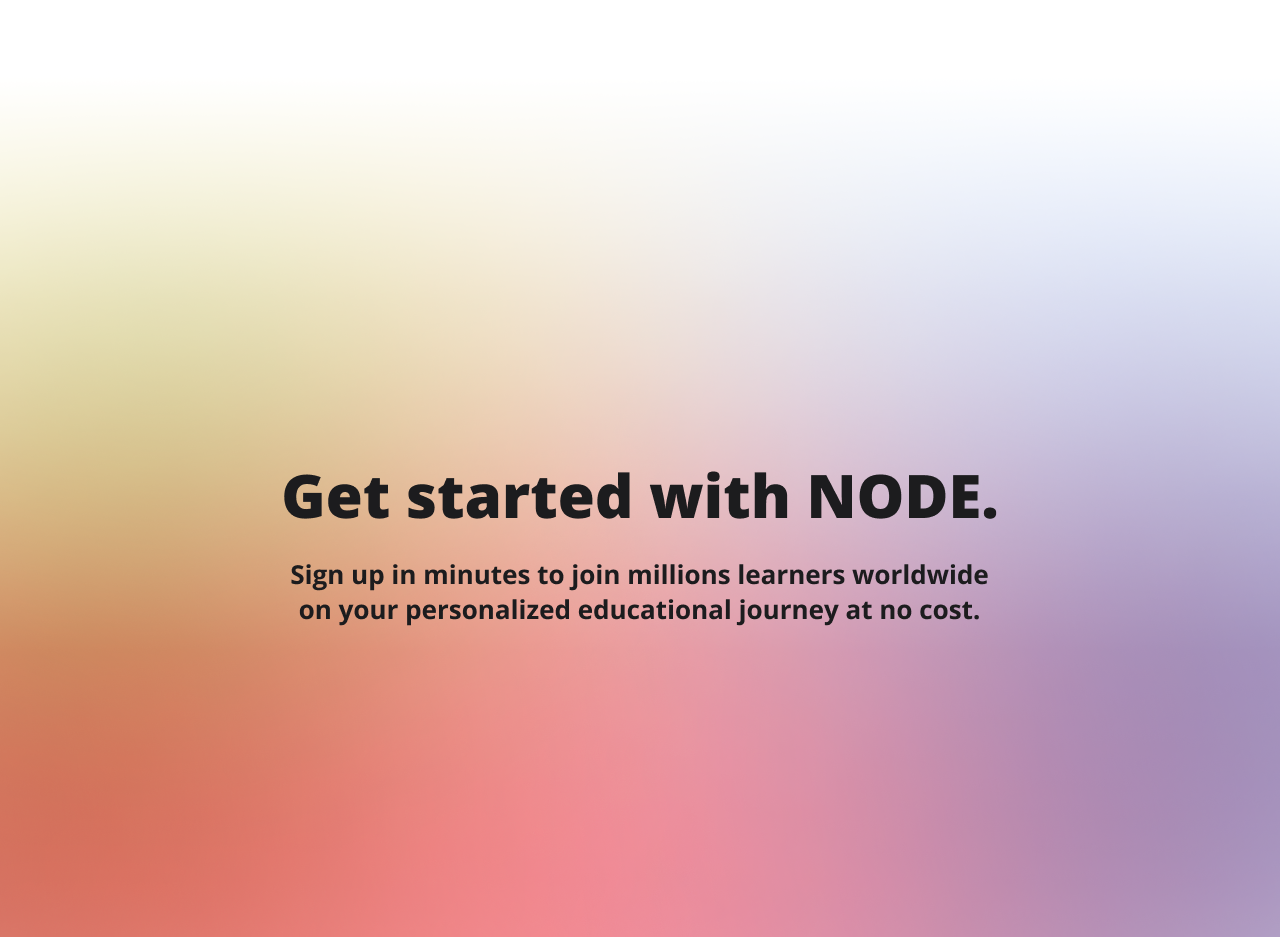 Get started with NODE.
Sign up in minutes to join millions learners worldwide
on your personalized educational journey at no cost.